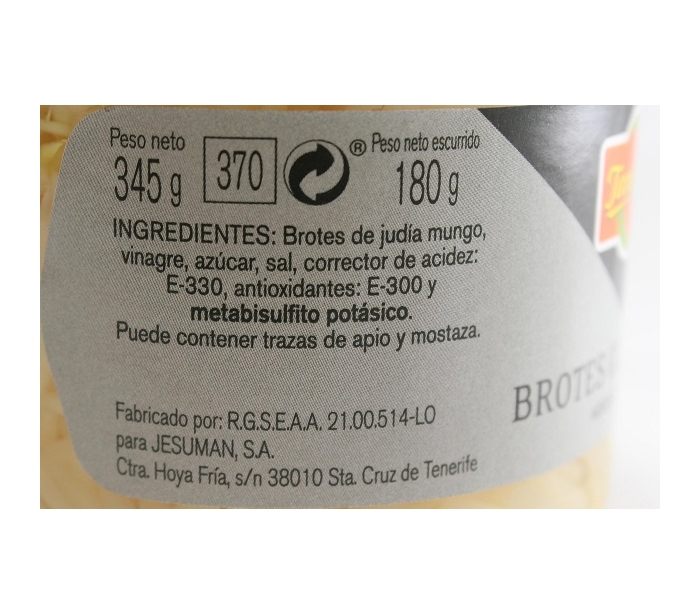 Peso neto
345 g
370
® Peso neto escurrido
180 g
INGREDIENTES: Brotes de judía mungo,
vinagre, azúcar, sal, corrector de acidez:
E-330, antioxidantes: E-300 y
metabisulfito potásico.
Puede contener trazas de apio y mostaza.
Fabricado por: R.G.S.E.A.A. 21.00.514-LO
para JESUMAN, S.A.
Ctra. Hoya Fría, s/n 38010 Sta. Cruz de Tenerife
BROTES